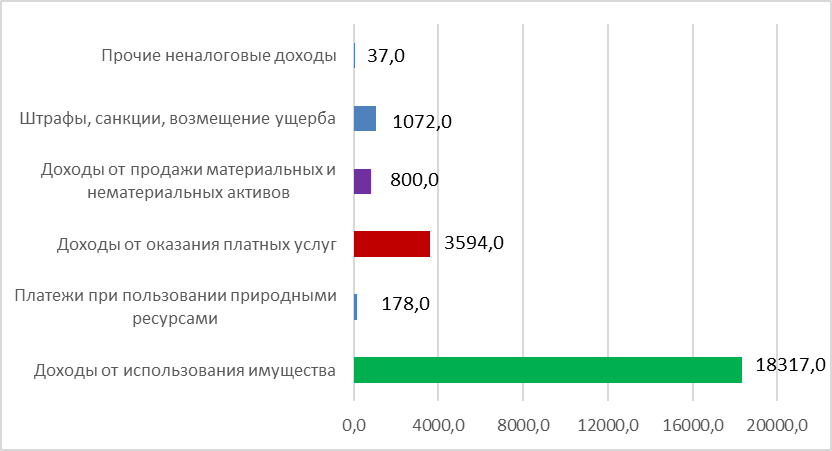 Прочие неналоговые доходы
37,0
Штрафы, санкции, возмещение ущерба
1072,0
Доходы от продажи материальных и
нематериальных активов
800,0
Доходы от оказания платных услуг
3594,0
Платежи при пользовании природными
ресурсами
178,0
Доходы от использования имущества
18317,0
0,0 4000,0 8000,0 12000,0 16000,0 20000,0